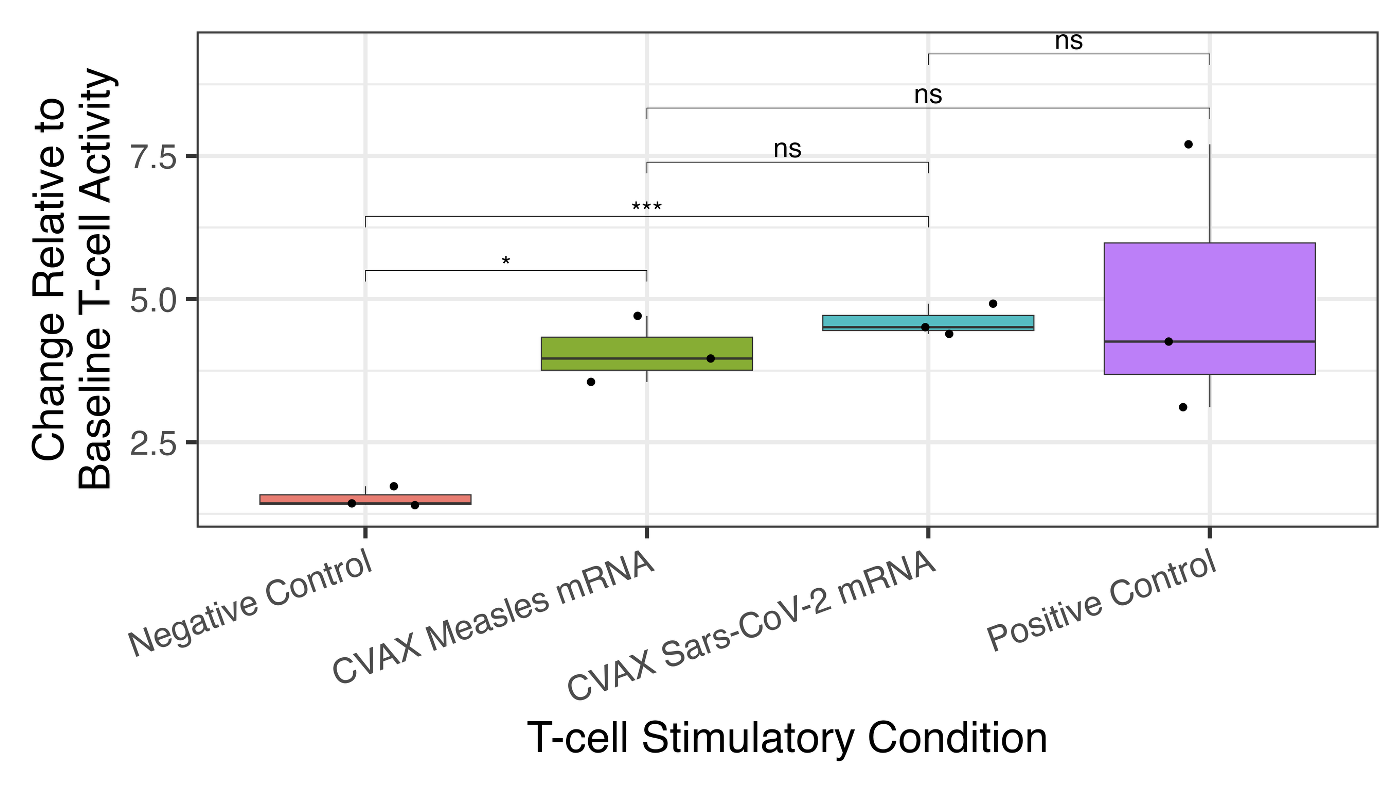 Change Relative to
Baseline T-cell Activity
ns
ns
7.5
ns
***
*
5.0
2.5
Negative Control
CVAX Measles mRNA
CVAX Sars-CoV-2 mRNA
Positive Control
T-cell Stimulatory Condition